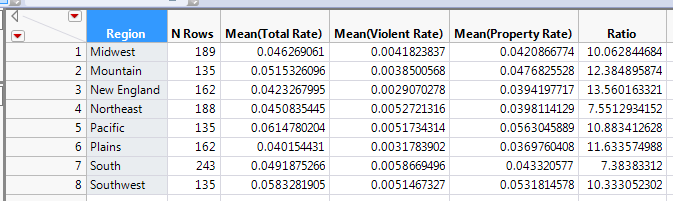 Region N Rows Mean(Total Rate) Mean(Violent Rate) Mean(Property Rate) Ratio
1 Midwest 189 0.046269061 0.0041823837 0.0420866774 10.062844684
2 Mountain 135 0.0515326096 0.0038500568 0.0476825528 12.384895874
3 New England 162 0.0423267995 0.0029070278 0.0394197717 13.560163321
4 Northeast 188 0.0450835445 0.0052721316 0.0398114129 7.5512934152
5 Pacific 135 0.0614780204 0.0051734314 0.0563045889 10.883412628
6 Plains 162 0.040154431 0.0031783902 0.0369760408 11.633574988
7 South 243 0.0491875266 0.0058669496 0.043320577 7.38383312
8 Southwest 135 0.0583281905 0.0051467327 0.0531814578 10.333052302